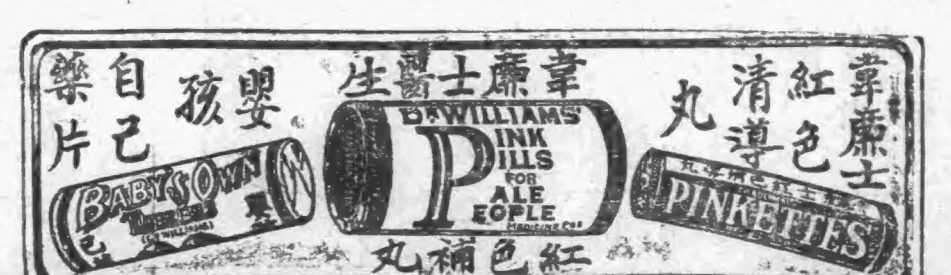 韋廉士
紅色
清導
丸
PINKETTES
韋廉士醫生
DR WILLIAMS'
PINK
PILLS
FOR
PALE
PEOPLE
紅色補丸
嬰孩
自己
藥片
BABY'S OWN